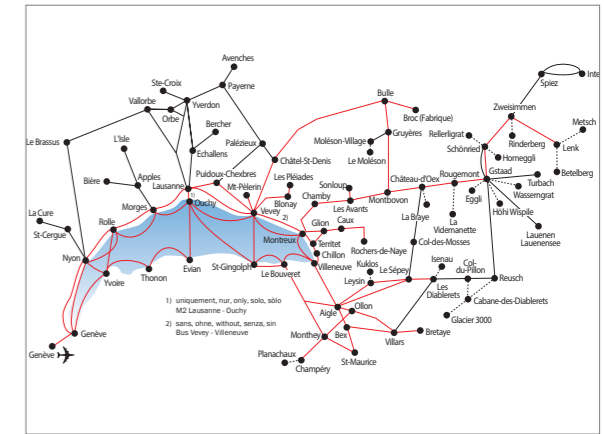 Avenches
Ste-Croix
Payerne
Vallorbe
Yverdon
Orbe
Bercher
Le Brassus
L'Isle
Echallens
Palézieux
Bulle
Broc (Fabrique)
Spiez
Inte
Zweisimmen
Metsch
Rellerligrat
Rinderberg
Gruyères
Moléson-Village
Le Moléson
Schönried
Horneggli
Lenk
Betelberg
Châtel-St-Denis
Puidoux-Chexbres
Apples
Bière
Lausanne
1)
Ouchy
Mt-Pèlerin
Les Pléiades
Blonay
Sonloup
Chamby
Les Avants
Montbovon
Château-d'Oex
Rougemont
Gstaad
Turbach
Wasserngrat
Eggli
Höhi Wispile
Lauenen
Lauenensee
La Cure
St-Cergue
Morges
Rolle
Vevey
2)
Montreux
Glion
Caux
Territet
Chillon
Villeneuve
Rochers-de-Naye
La Braye
La
Videmanette
Col-des-Mosses
Nyon
Yvoire
Thonon
Evian
St-Gingolph
Le Bouveret
Kuklos
Leysin
Le Sépey
Isenau
Col-
du-Pillon
Reusch
Les
Diablerets
Cabane-des-Diablerets
Glacier 3000
Genève
Genève
1) uniquement, nur, only, solo, sòlo
M2 Lausanne - Ouchy
2) sans, ohne, without, senza, sin
Bus Vevey - Villeneuve
Aigle
Ollon
Monthey
Bex
Villars
Bretaye
Planachaux
Champéry
St-Maurice